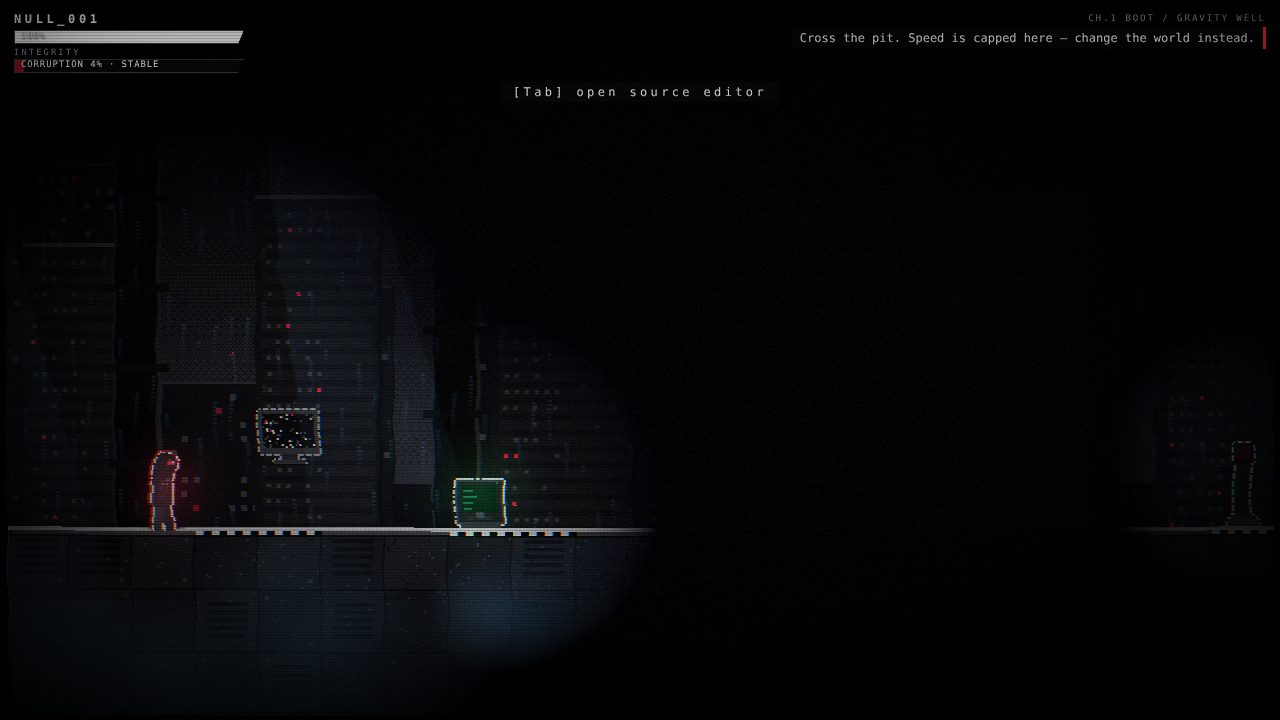 NULL_001
100%
INTEGRITY
CORRUPTION 4% · STABLE
CH.1 BOOT / GRAVITY WELL
Cross the pit. Speed is capped here — change the world instead.
[Tab] open source editor